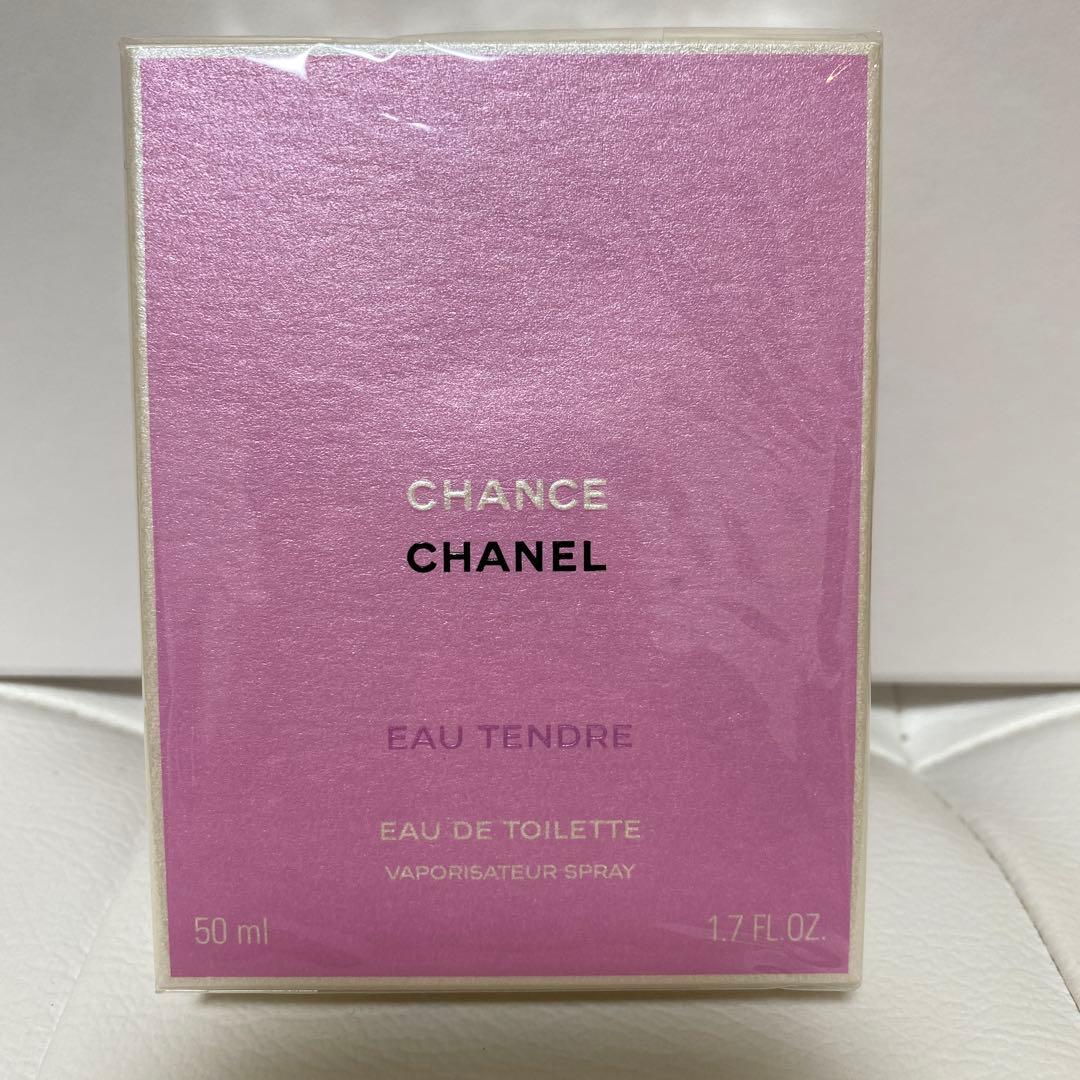 CHANCE
CHANEL
EAU TENDRE
EAU DE TOILETTE
VAPORISATEUR SPRAY
50 ml 1.7 FL.OZ.